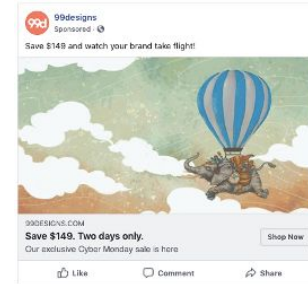 99d
99designs
Sponsored ·
Save $149 and watch your brand take flight!
99DESIGNS.COM
Save $149. Two days only.
Shop Now
Our exclusive Cyber Monday sale is here
Like Comment Share